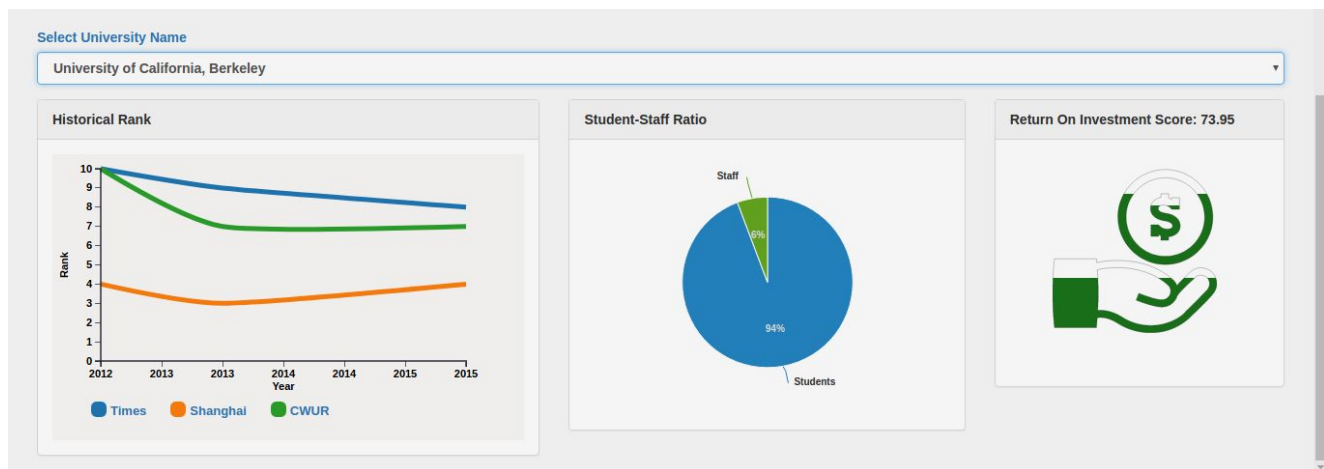 Select University Name
University of California, Berkeley
Historical Rank
10
9
8
7
6
5
4
3
2
1
0
Rank
2012 2013 2013 2014 2014 2015 2015
Year
Times Shanghai CWUR
Student-Staff Ratio
Staff
6%
94%
Students
Return On Investment Score: 73.95
$